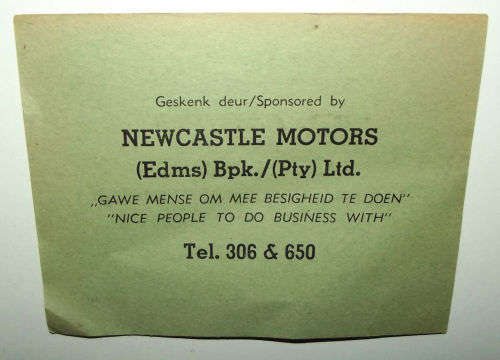 Geskenk deur/Sponsored by
NEWCASTLE MOTORS
(Edms) Bpk./(Pty) Ltd.
„GAWE MENSE OM MEE BESIGHEID TE DOEN"
"NICE PEOPLE TO DO BUSINESS WITH"
Tel. 306 & 650